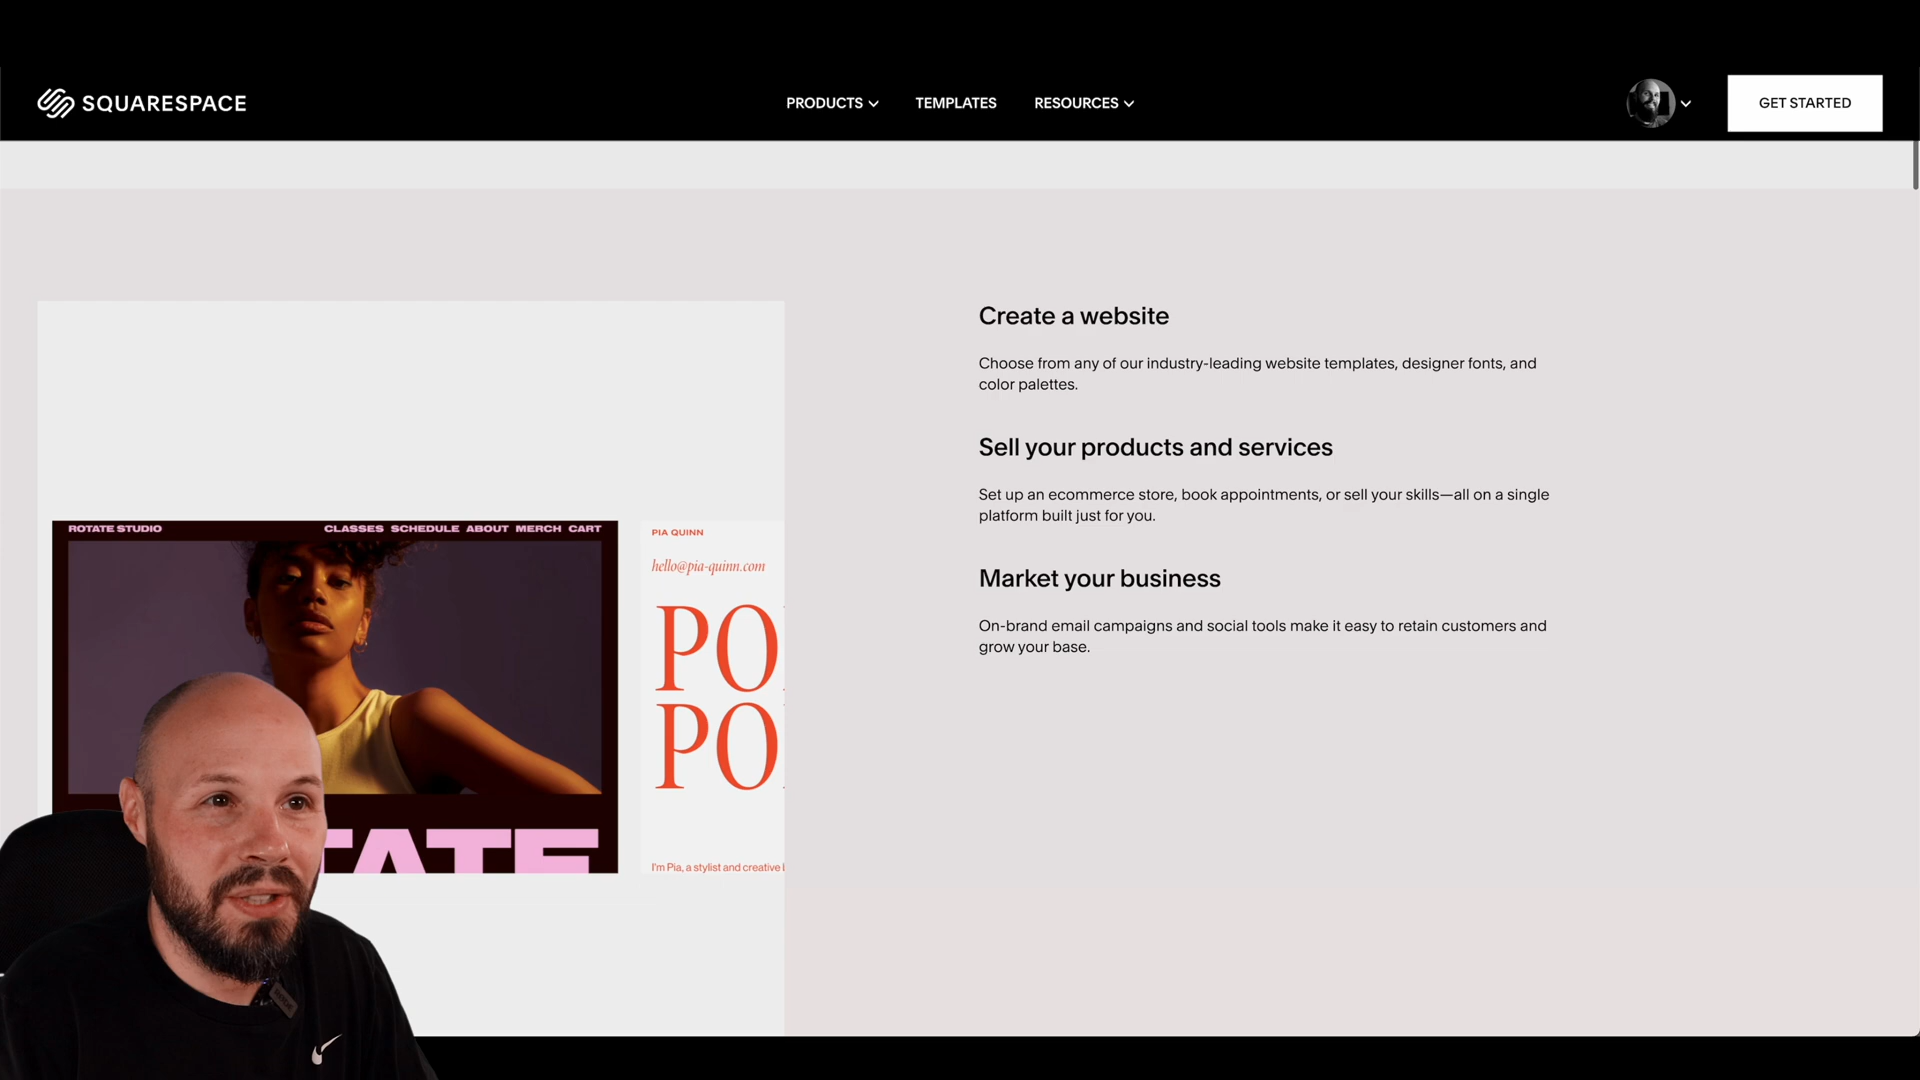 SQUARESPACE
PRODUCTS
TEMPLATES
RESOURCES
GET STARTED
Create a website
Choose from any of our industry-leading website templates, designer fonts, and
color palettes.
Sell your products and services
Set up an ecommerce store, book appointments, or sell your skills—all on a single
platform built just for you.
Market your business
On-brand email campaigns and social tools make it easy to retain customers and
grow your base.
ROTATE STUDIO
CLASSES SCHEDULE ABOUT MERCH CART
TATE
PIA QUINN
hello@pia-quinn.com
PO
PO
I'm Pia, a stylist and creative